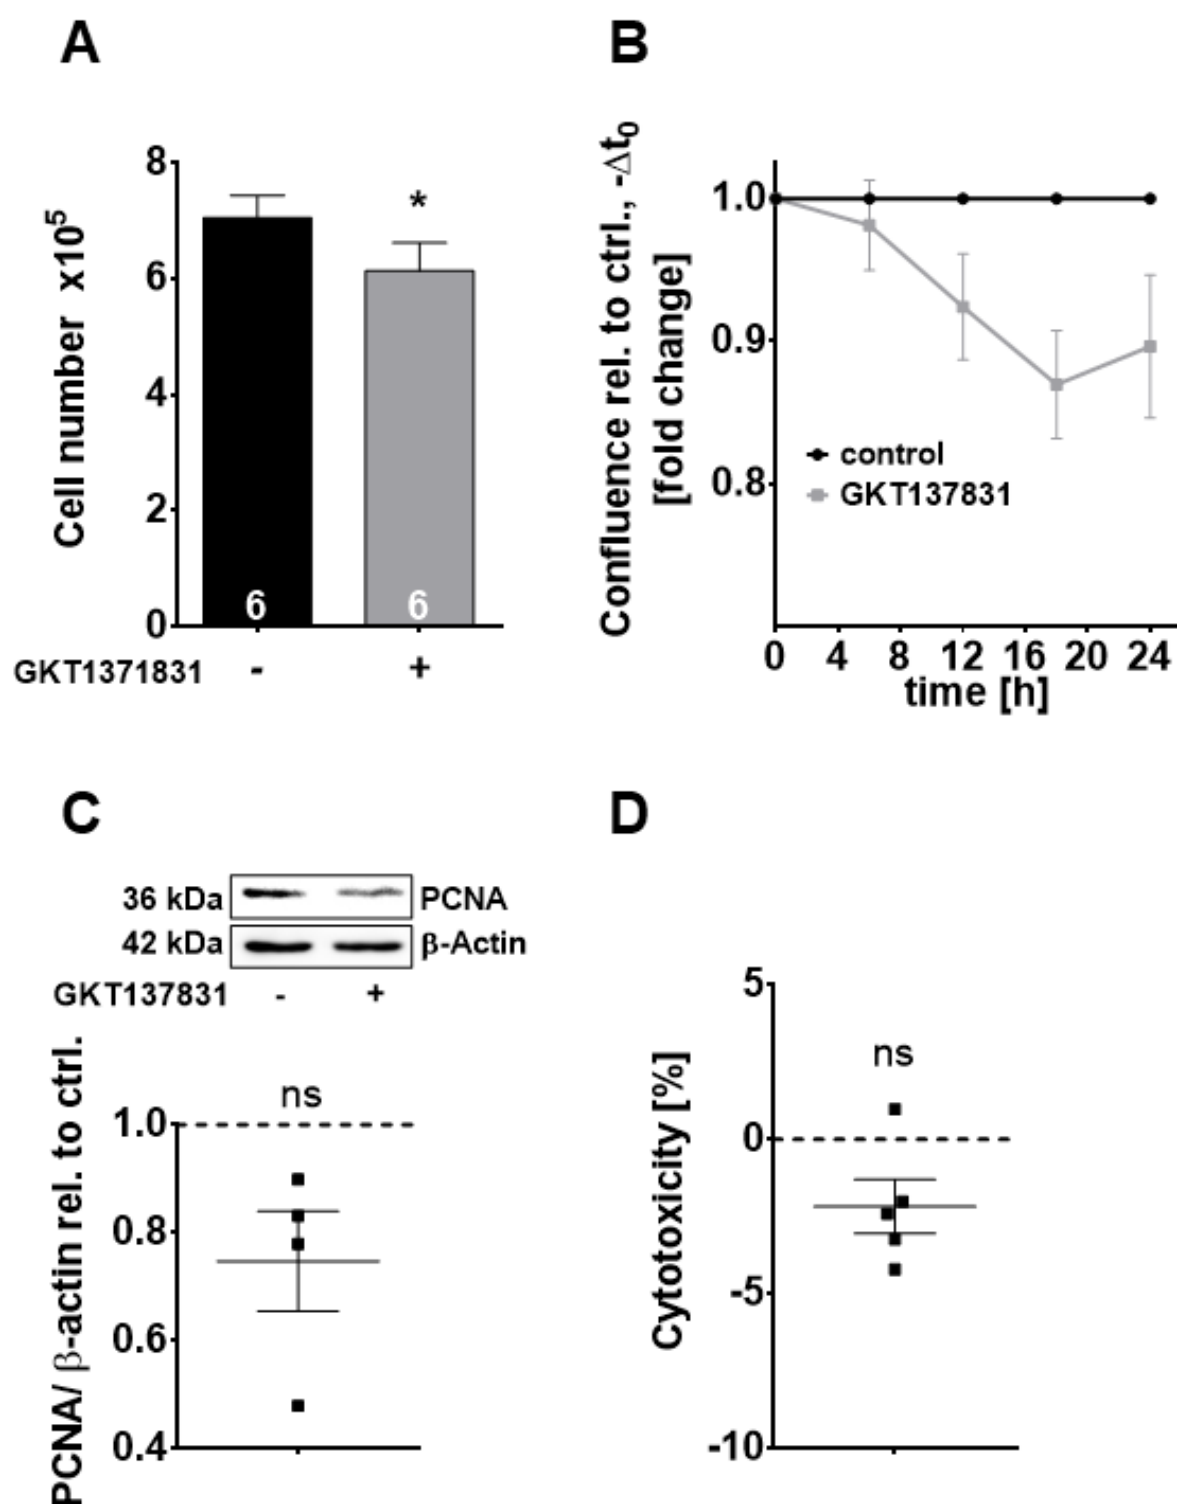 A
Cell number x10⁵
8
6
4
2
0
6 6
GKT1371831 - +
*
B
Confluence rel. to ctrl., -Δt₀
[fold change]
1.0
0.9
0.8
control
GKT137831
0 4 8 12 16 20 24
time [h]
C
36 kDa PCNA
42 kDa β-Actin
GKT137831 - +
PCNA/ β-actin rel. to ctrl.
ns
1.0
0.8
0.6
0.4
D
Cytotoxicity [%]
5
ns
0
-5
-10